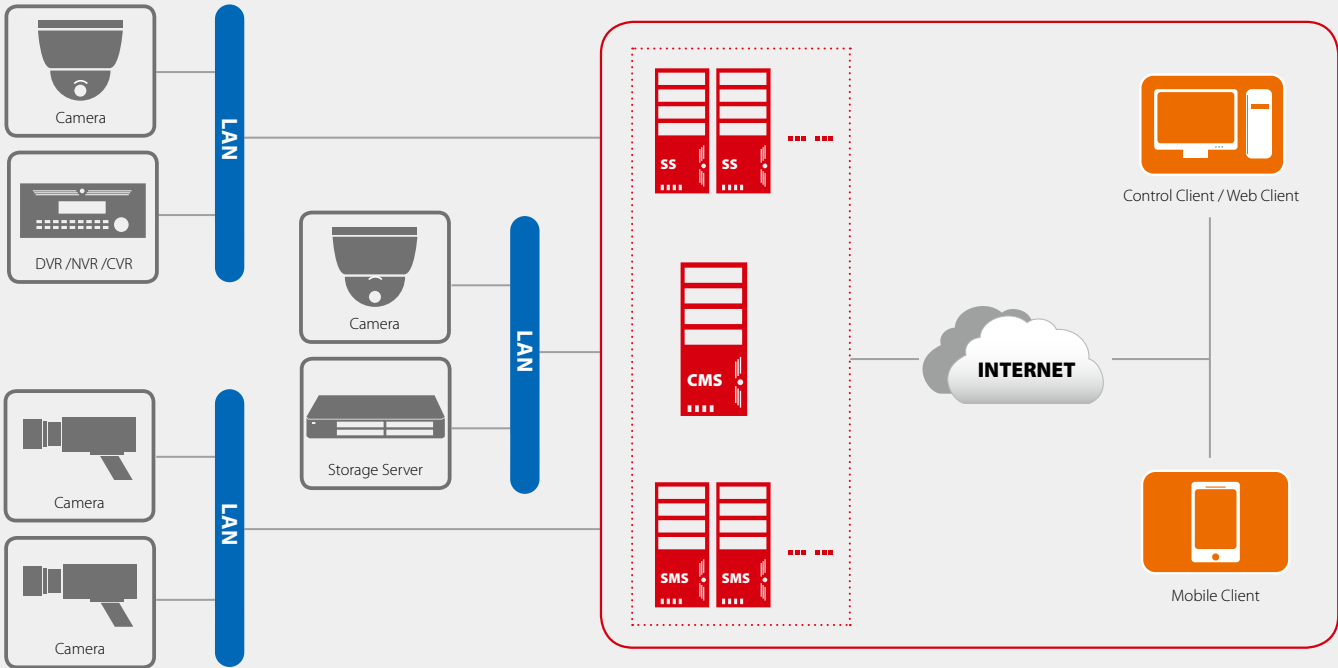 Camera
LAN
DVR /NVR /CVR
Camera
LAN
Storage Server
Camera
LAN
Camera
SS
SS
CMS
SMS
SMS
INTERNET
Control Client / Web Client
Mobile Client